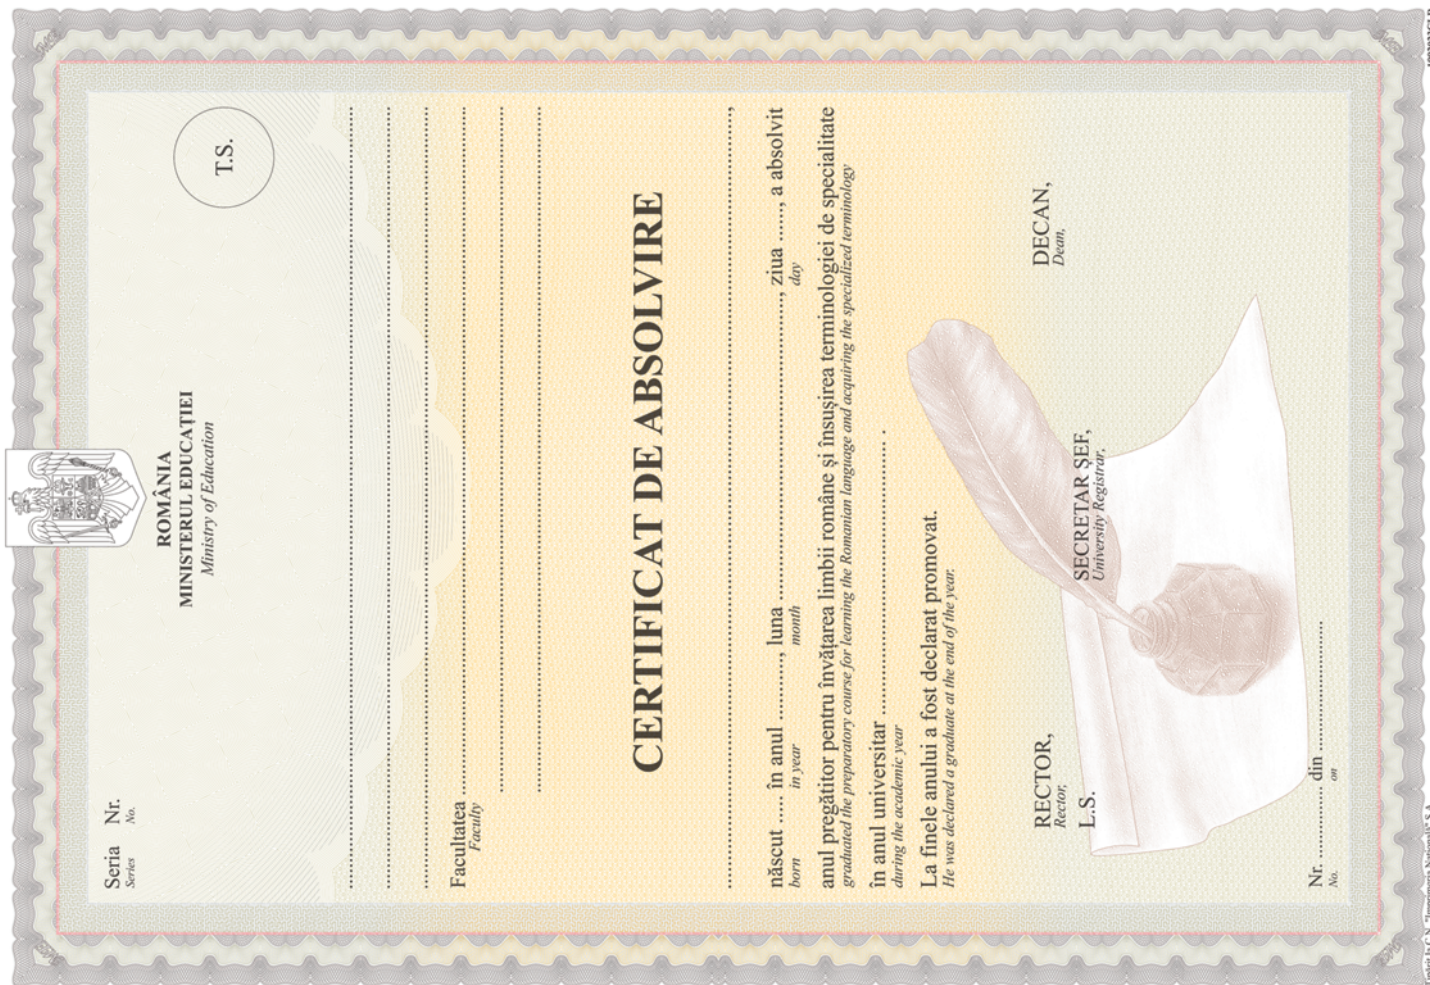 ROMÂNIA
MINISTERUL EDUCAȚIEI
Ministry of Education
Seria Nr.
Series No.
T.S.
Facultatea
Faculty
CERTIFICAT DE ABSOLVIRE
născut ..... în anul ..........., luna ..............................................., ziua ......, a absolvit
born in year month day
anul pregătitor pentru învățarea limbii române și însușirea terminologiei de specialitate
graduated the preparatory course for learning the Romanian language and acquiring the specialized terminology
în anul universitar ............................................ .
during the academic year
La finele anului a fost declarat promovat.
He was declared a graduate at the end of the year.
RECTOR, SECRETAR ȘEF, DECAN,
Rector, University Registrar, Dean,
L.S.
Nr. ................ din .....................
No. on